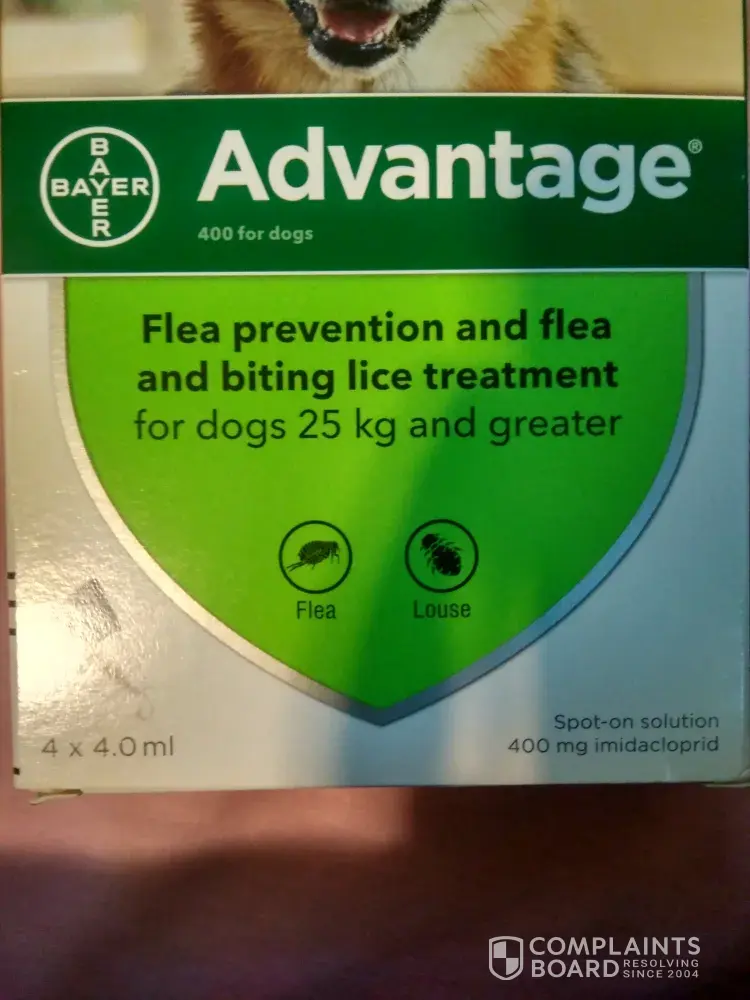 BAYER
BAYER
Advantage®
400 for dogs
Flea prevention and flea
and biting lice treatment
for dogs 25 kg and greater
Flea Louse
4 x 4.0 ml
Spot-on solution
400 mg imidacloprid
COMPLAINTS
BOARD RESOLVING
SINCE 2004